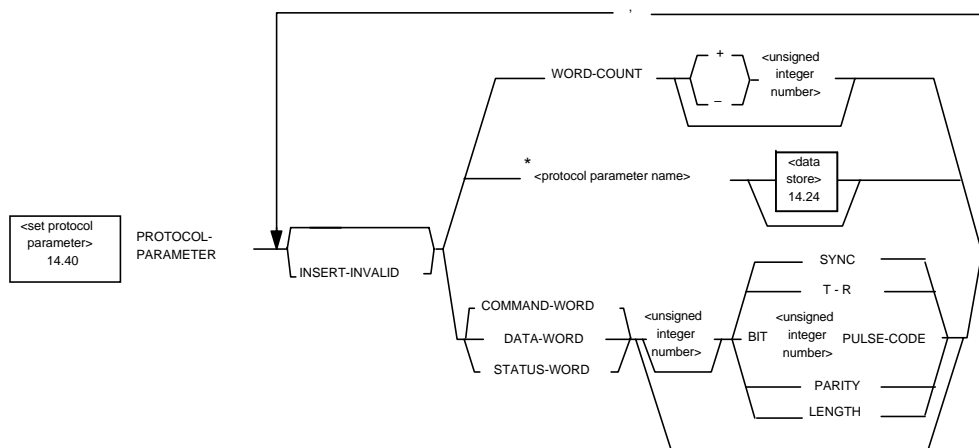 ,
WORD-COUNT
+
–
<unsigned
integer
number>
*
<protocol parameter name>
<data
store>
14.24
<set protocol
parameter>
14.40
PROTOCOL-
PARAMETER
INSERT-INVALID
COMMAND-WORD
DATA-WORD
STATUS-WORD
<unsigned
integer
number>
SYNC
T - R
BIT
<unsigned
integer
number>
PULSE-CODE
PARITY
LENGTH